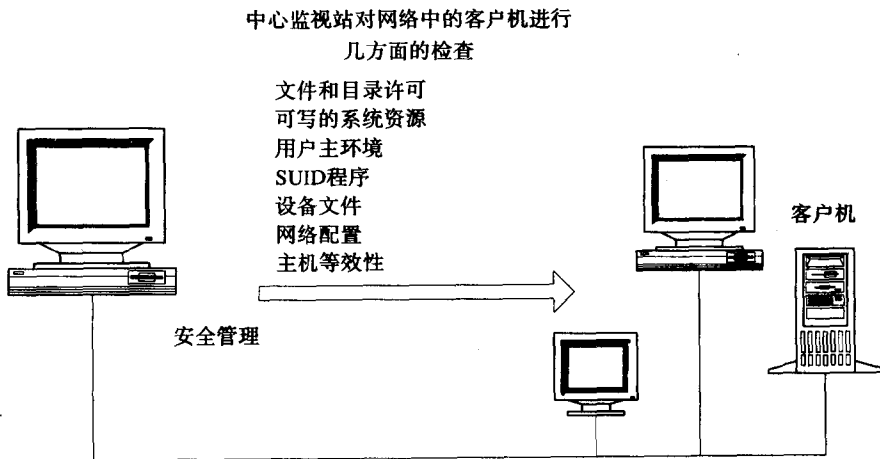 中心监视站对网络中的客户机进行
几方面的检查
文件和目录许可
可写的系统资源
用户主环境
SUID程序
设备文件
网络配置
主机等效性
客户机
安全管理